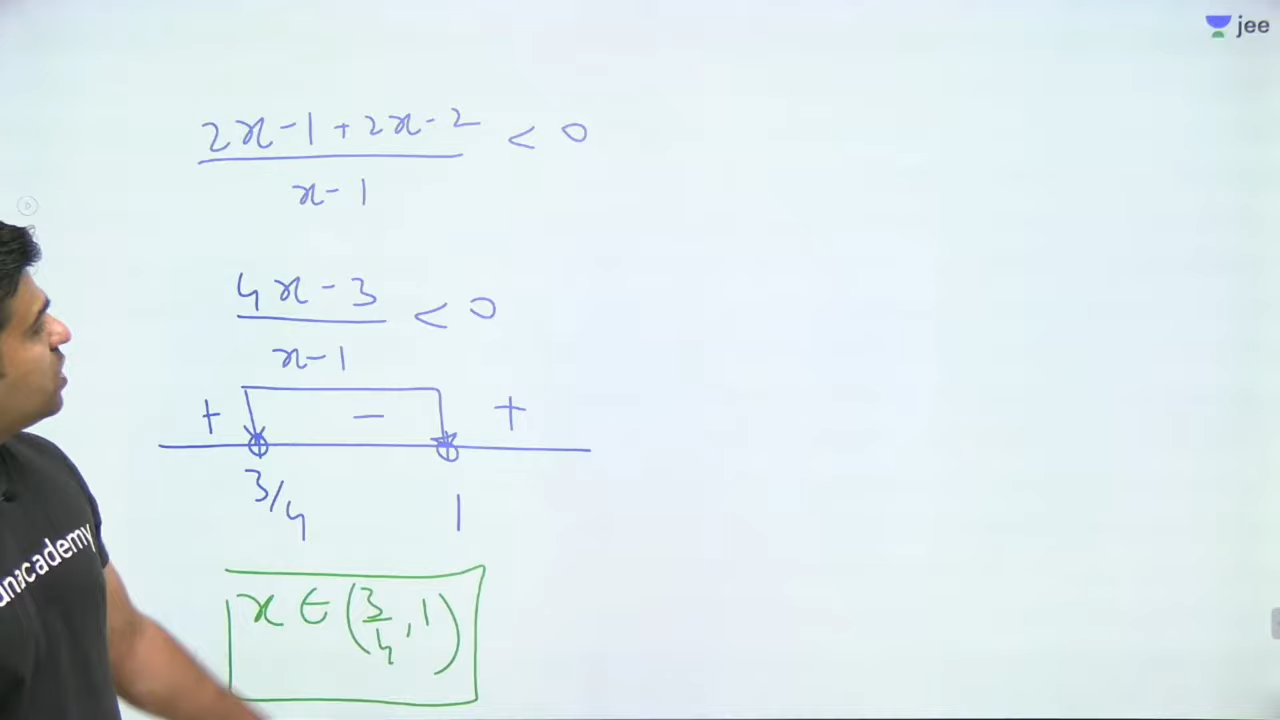 jee
2x-1+2x-2 < 0
x-1
4x-3 < 0
x-1
+ - +
3/4 1
x ∈ (3/4, 1)
unacademy